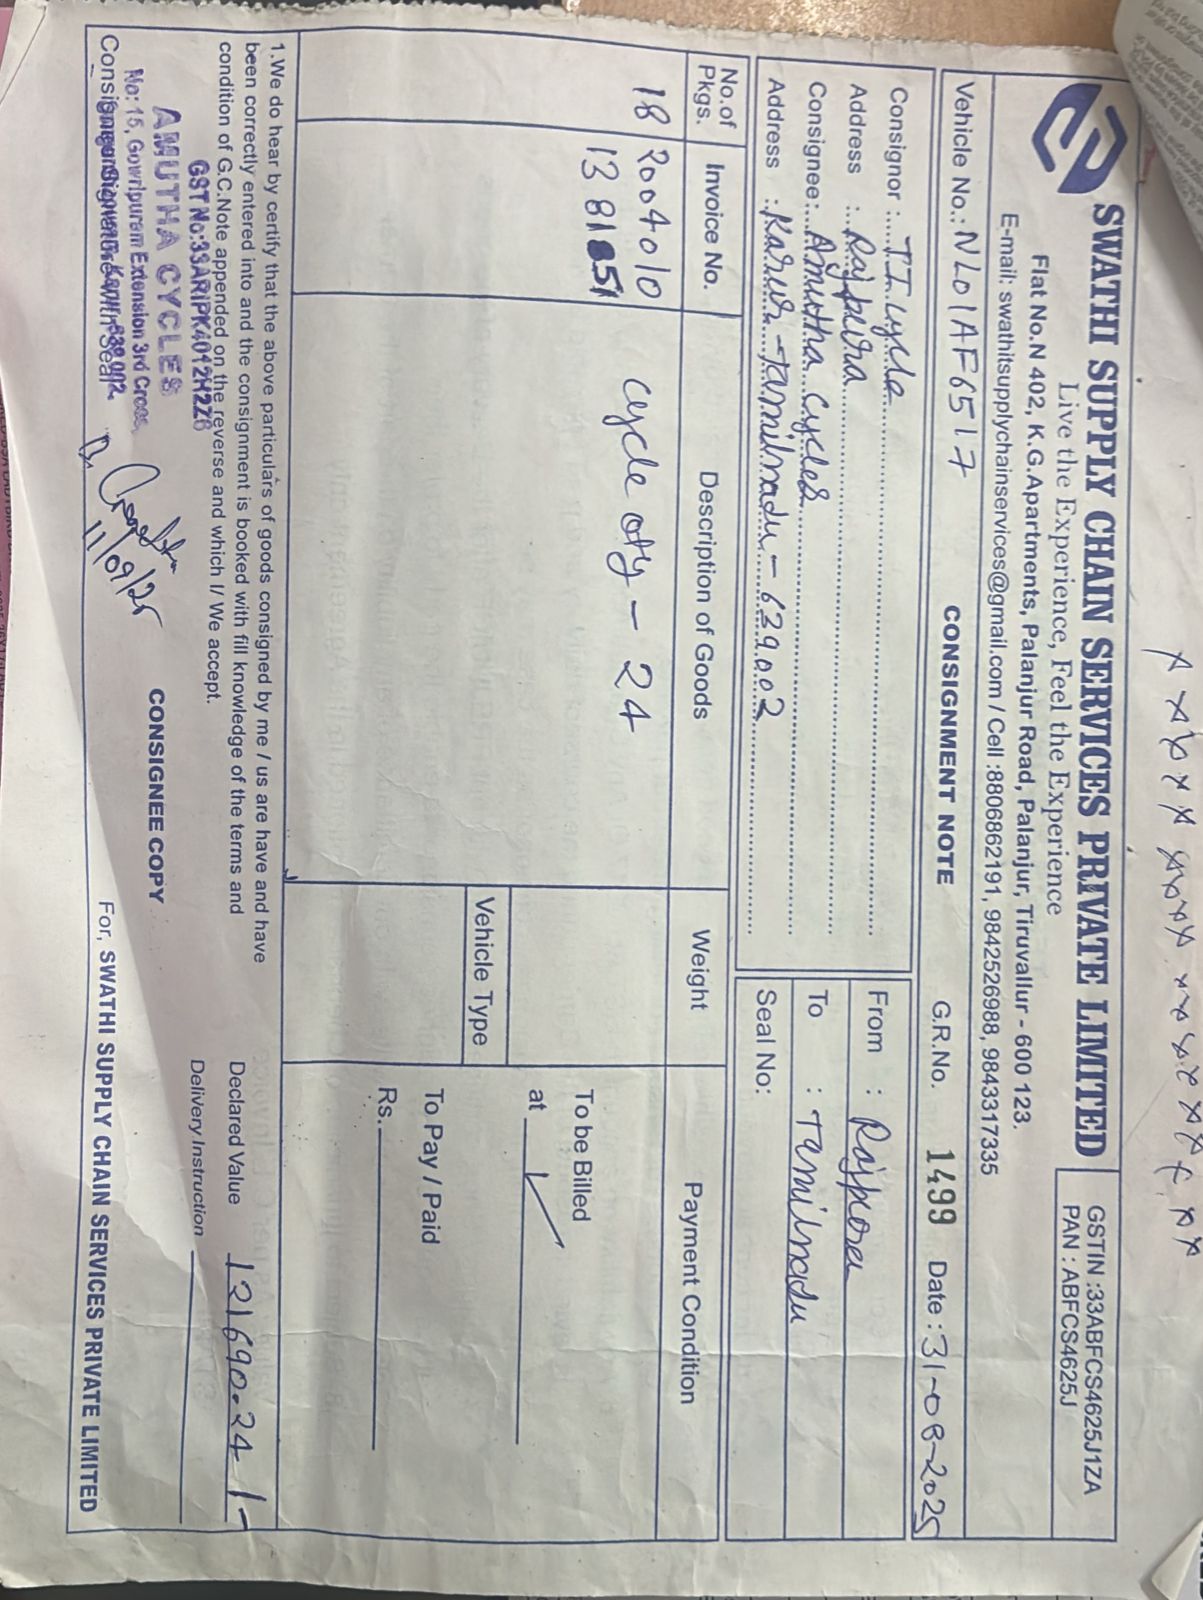 SWATHI SUPPLY CHAIN SERVICES PRIVATE LIMITED
Live the Experience, Feel the Experience
Flat No.N 402, K.G.Apartments, Palanjur Road, Palanjur, Tiruvallur - 600 123.
E-mail: swathitsupplychainservices@gmail.com / Cell :8806862191, 9842526988, 9843317335
GSTIN :33ABFCS4625J1ZA
PAN : ABFCS4625J
Vehicle No.: NL01AF6517 CONSIGNMENT NOTE G.R.No. 1499 Date : 31-08-2025
Consignor : T.I. Cycle
Address : Rajpura
Consignee : Amutha cycles
Address : Karur - Tamilnadu - 639002
From : Rajpura
To : Tamilnadu
Seal No:
No.of Pkgs. Invoice No. Description of Goods Weight Payment Condition
18 2004010
cycle Qty - 24
To be Billed
at ✓
Vehicle Type
To Pay / Paid
Rs.
1.We do hear by certify that the above particulars of goods consigned by me / us are have and have
been correctly entered into and the consignment is booked with fill knowledge of the terms and
condition of G.C.Note appended on the reverse and which I/ We accept.
Declared Value 121690.24/-
Delivery Instruction
GST No:33ARIPK4012H2Z6
AMUTHA CYCLES
No: 15, Gowripuram Extension 3rd Cross,
11/09/25
CONSIGNEE COPY
For, SWATHI SUPPLY CHAIN SERVICES PRIVATE LIMITED